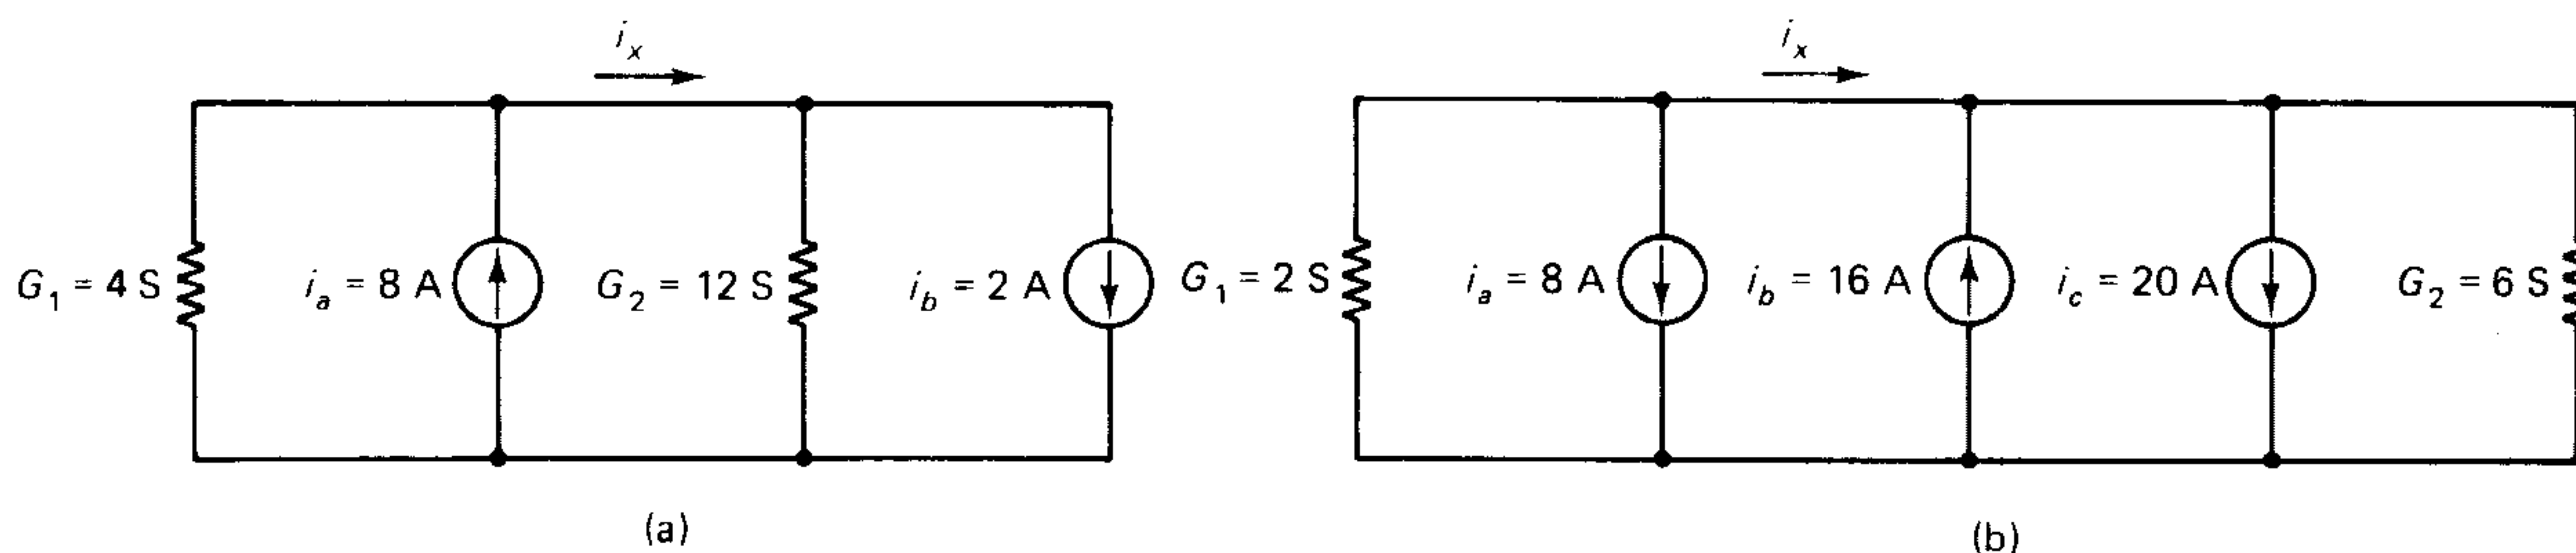 i_x
i_x
G_1 = 4 S
i_a = 8 A
G_2 = 12 S
i_b = 2 A
G_1 = 2 S
i_a = 8 A
i_b = 16 A
i_c = 20 A
G_2 = 6 S
(a)
(b)